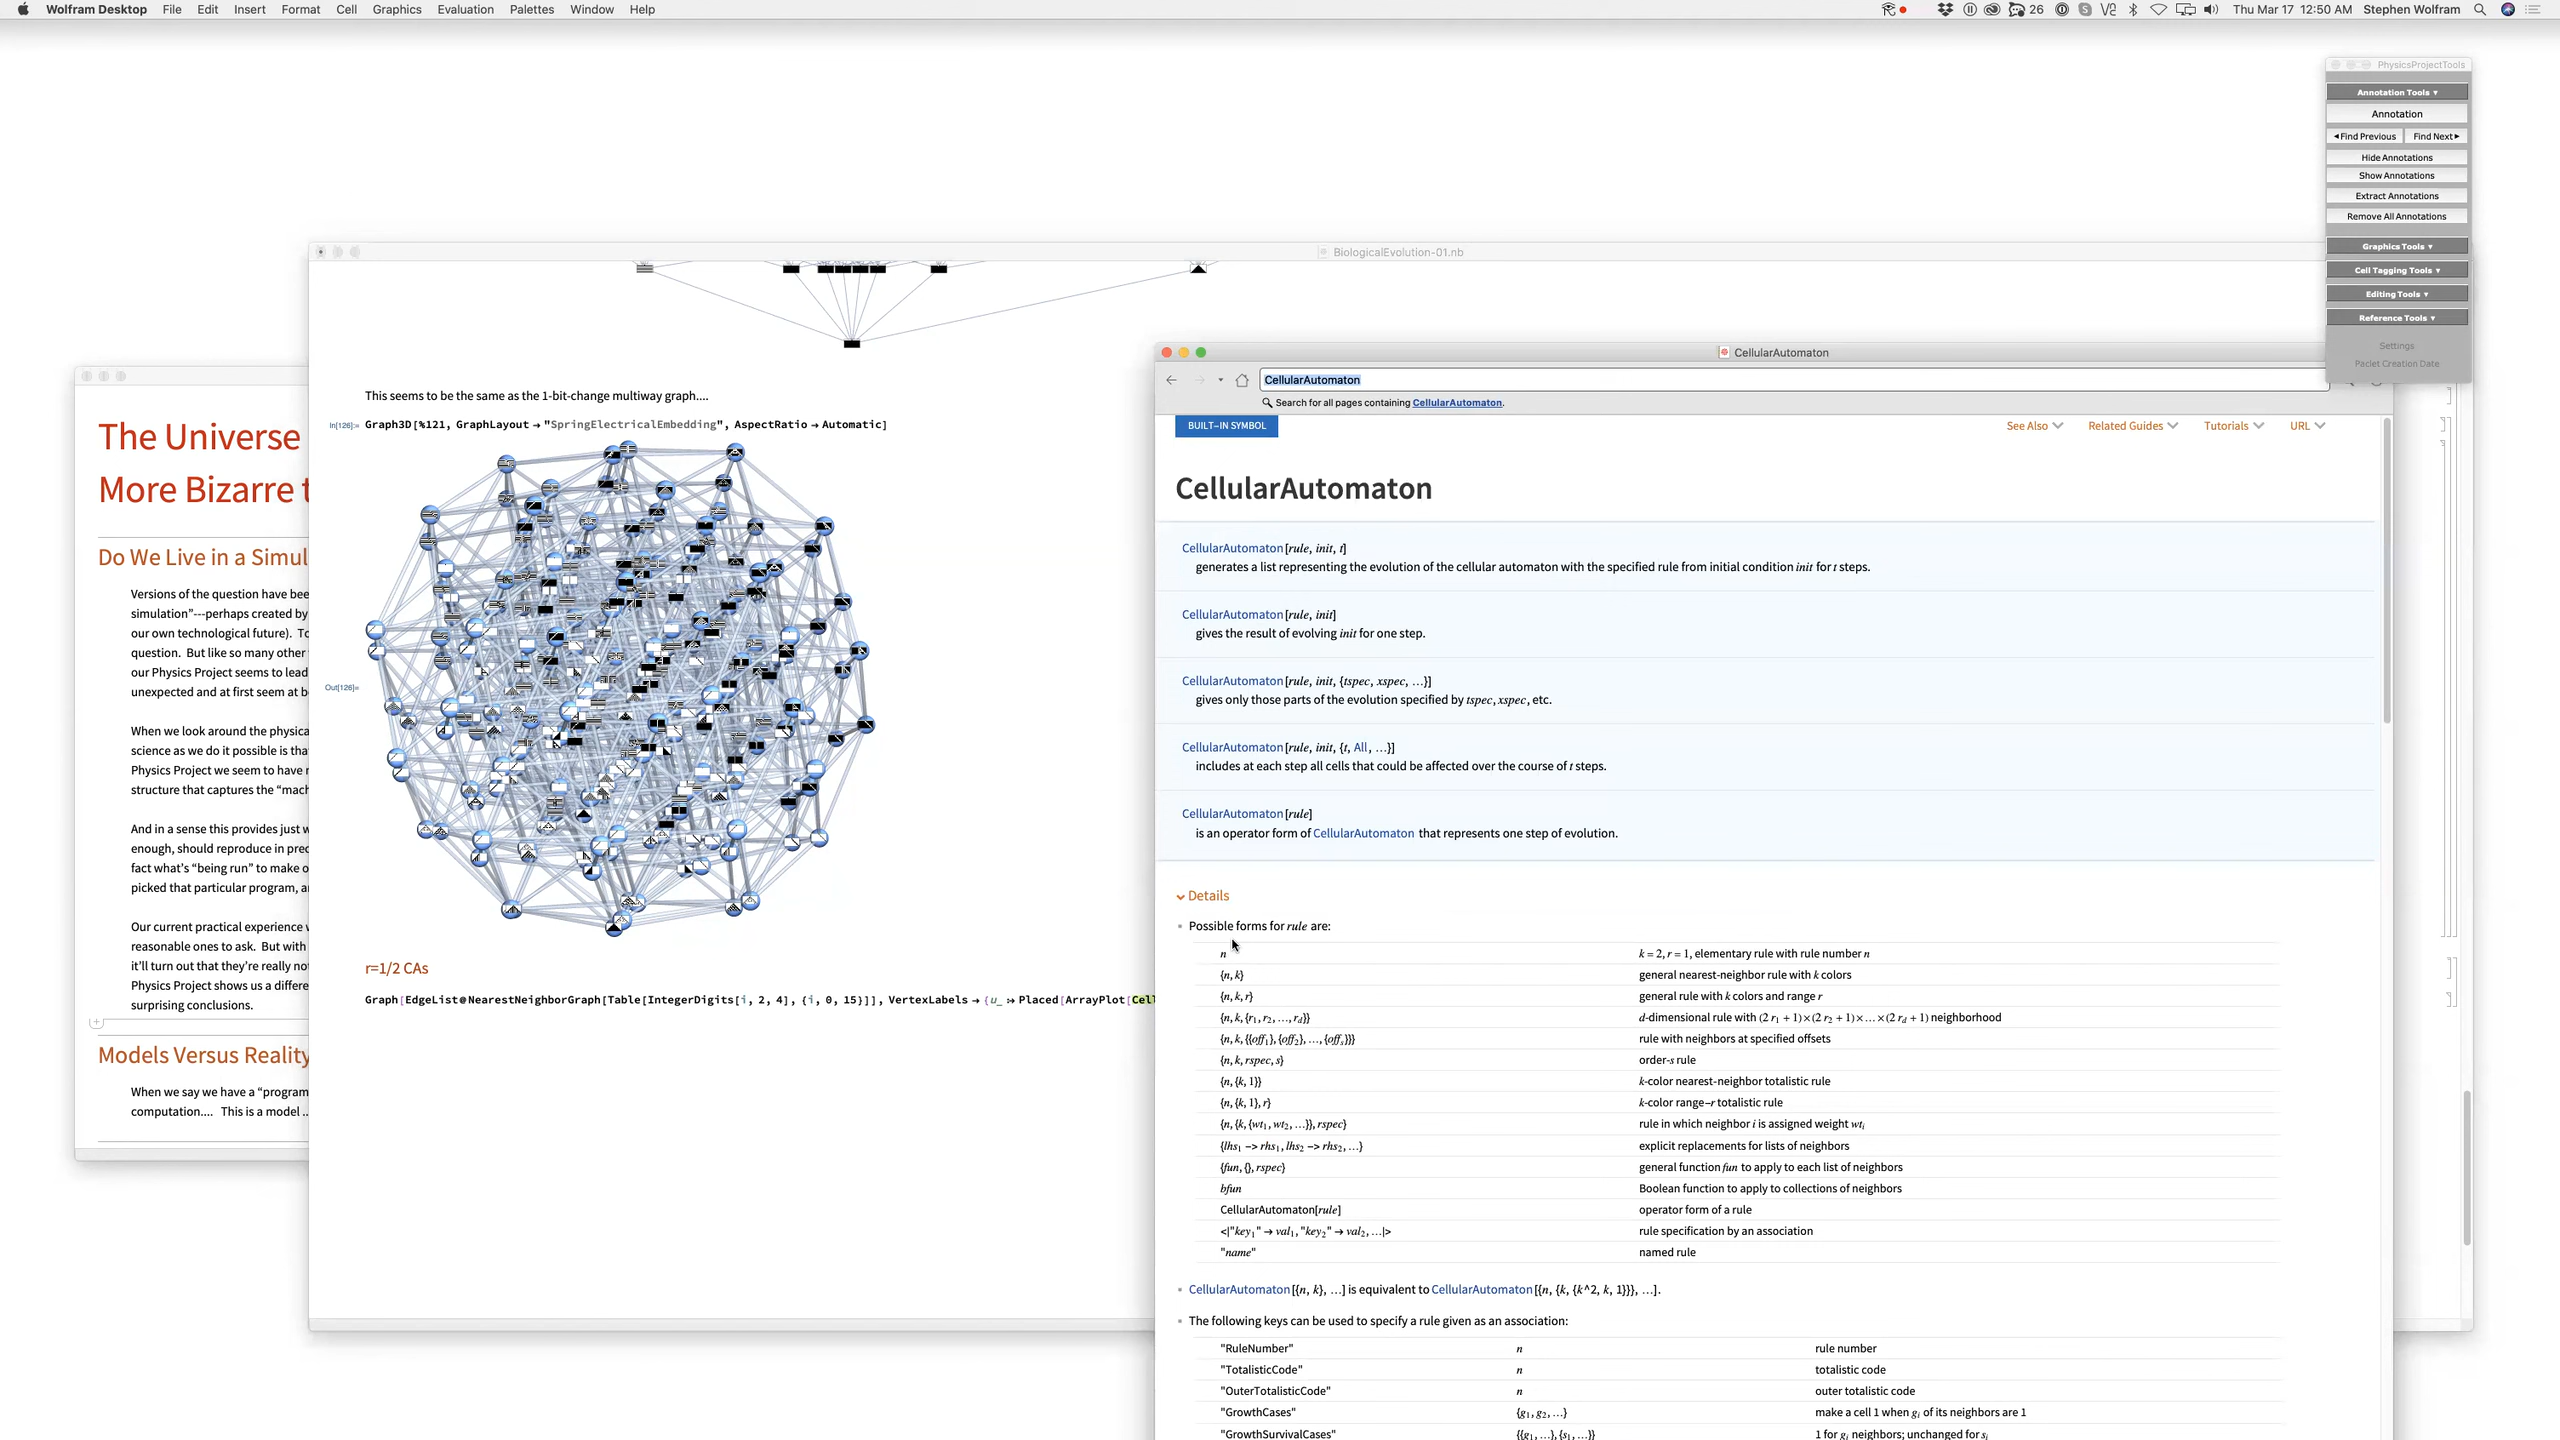 Wolfram Desktop File Edit Insert Format Cell Graphics Evaluation Palettes Window Help
26 Thu Mar 17 12:50 AM Stephen Wolfram
PhysicsProjectTools
Annotation Tools ▾
Annotation
◂Find Previous Find Next▸
Hide Annotations
Show Annotations
Extract Annotations
Remove All Annotations
Graphics Tools ▾
Cell Tagging Tools ▾
Editing Tools ▾
Reference Tools ▾
Settings
Paclet Creation Date
The Universe
More Bizarre t
Do We Live in a Simul
Versions of the question have bee
simulation”---perhaps created by
our own technological future). To
question. But like so many other
our Physics Project seems to lead
unexpected and at first seem at b
When we look around the physica
science as we do it possible is tha
Physics Project we seem to have r
structure that captures the “mach
And in a sense this provides just w
enough, should reproduce in prec
fact what’s “being run” to make o
picked that particular program, a
Our current practical experience w
reasonable ones to ask. But with
it’ll turn out that they’re really no
Physics Project shows us a differe
surprising conclusions.
Models Versus Reality
When we say we have a “program
computation.... This is a model ..
BiologicalEvolution-01.nb
This seems to be the same as the 1-bit-change multiway graph....
In[126]:= Graph3D[%121, GraphLayout → "SpringElectricalEmbedding", AspectRatio → Automatic]
Out[126]=
r=1/2 CAs
Graph[EdgeList@NearestNeighborGraph[Table[IntegerDigits[i, 2, 4], {i, 0, 15}]], VertexLabels → {u_ :> Placed[ArrayPlot[Cell
CellularAutomaton
CellularAutomaton
Search for all pages containing CellularAutomaton.
BUILT-IN SYMBOL See Also Related Guides Tutorials URL
CellularAutomaton
CellularAutomaton[rule, init, t]
generates a list representing the evolution of the cellular automaton with the specified rule from initial condition init for t steps.
CellularAutomaton[rule, init]
gives the result of evolving init for one step.
CellularAutomaton[rule, init, {tspec, xspec, …}]
gives only those parts of the evolution specified by tspec, xspec, etc.
CellularAutomaton[rule, init, {t, All, …}]
includes at each step all cells that could be affected over the course of t steps.
CellularAutomaton[rule]
is an operator form of CellularAutomaton that represents one step of evolution.
Details
Possible forms for rule are:
n k = 2, r = 1, elementary rule with rule number n
{n, k} general nearest-neighbor rule with k colors
{n, k, r} general rule with k colors and range r
{n, k, {r1, r2, …, rd}} d-dimensional rule with (2 r1 + 1)×(2 r2 + 1)×…×(2 rd + 1) neighborhood
{n, k, {{off1}, {off2}, …, {offs}}} rule with neighbors at specified offsets
{n, k, rspec, s} order-s rule
{n, {k, 1}} k-color nearest-neighbor totalistic rule
{n, {k, 1}, r} k-color range-r totalistic rule
{n, {k, {wt1, wt2, …}}, rspec} rule in which neighbor i is assigned weight wti
{lhs1 -> rhs1, lhs2 -> rhs2, …} explicit replacements for lists of neighbors
{fun, {}, rspec} general function fun to apply to each list of neighbors
bfun Boolean function to apply to collections of neighbors
CellularAutomaton[rule] operator form of a rule
<|"key1" → val1, "key2" → val2, …|> rule specification by an association
"name" named rule
CellularAutomaton[{n, k}, …] is equivalent to CellularAutomaton[{n, {k, {k^2, k, 1}}}, …].
The following keys can be used to specify a rule given as an association:
"RuleNumber" n rule number
"TotalisticCode" n totalistic code
"OuterTotalisticCode" n outer totalistic code
"GrowthCases" {g1, g2, …} make a cell 1 when gi of its neighbors are 1
"GrowthSurvivalCases" {{g1, …}, {s1, …}} 1 for gi neighbors; unchanged for si